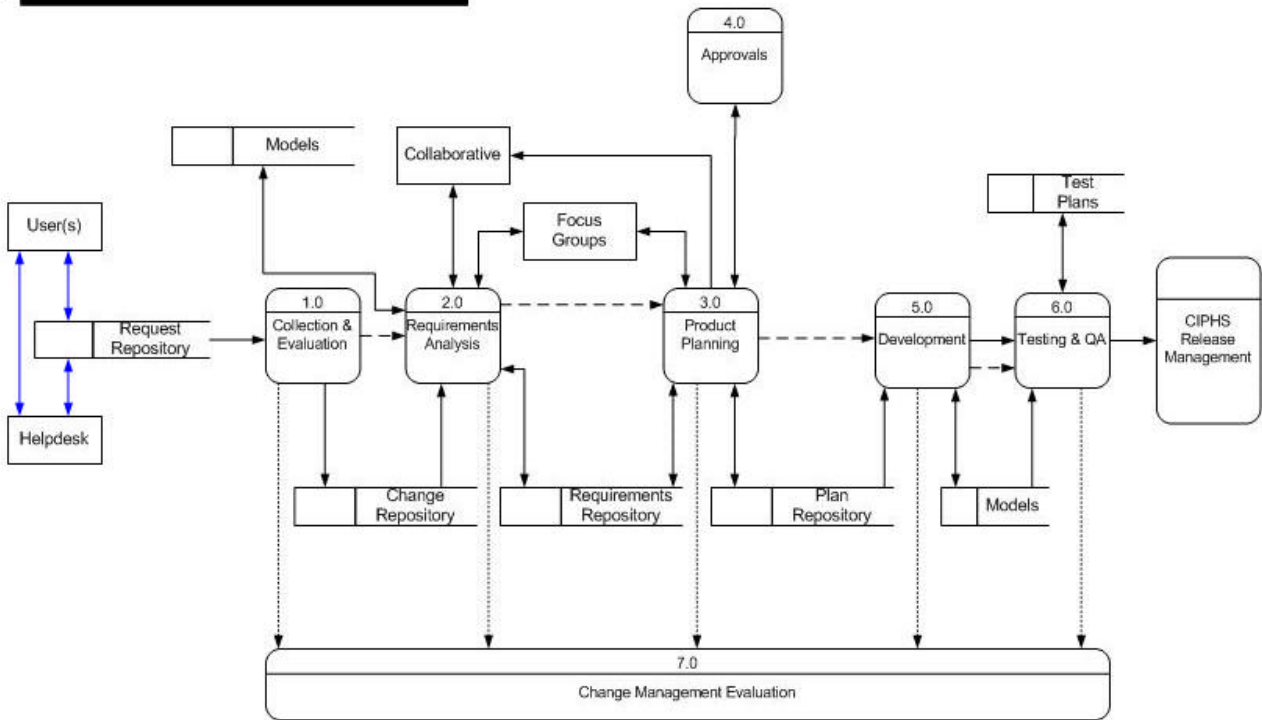 4.0
Approvals
Models
Collaborative
Test
Plans
User(s)
Focus
Groups
Request
Repository
1.0
Collection &
Evaluation
2.0
Requirements
Analysis
3.0
Product
Planning
5.0
Development
6.0
Testing & QA
CIPHS
Release
Management
Helpdesk
Change
Repository
Requirements
Repository
Plan
Repository
Models
7.0
Change Management Evaluation